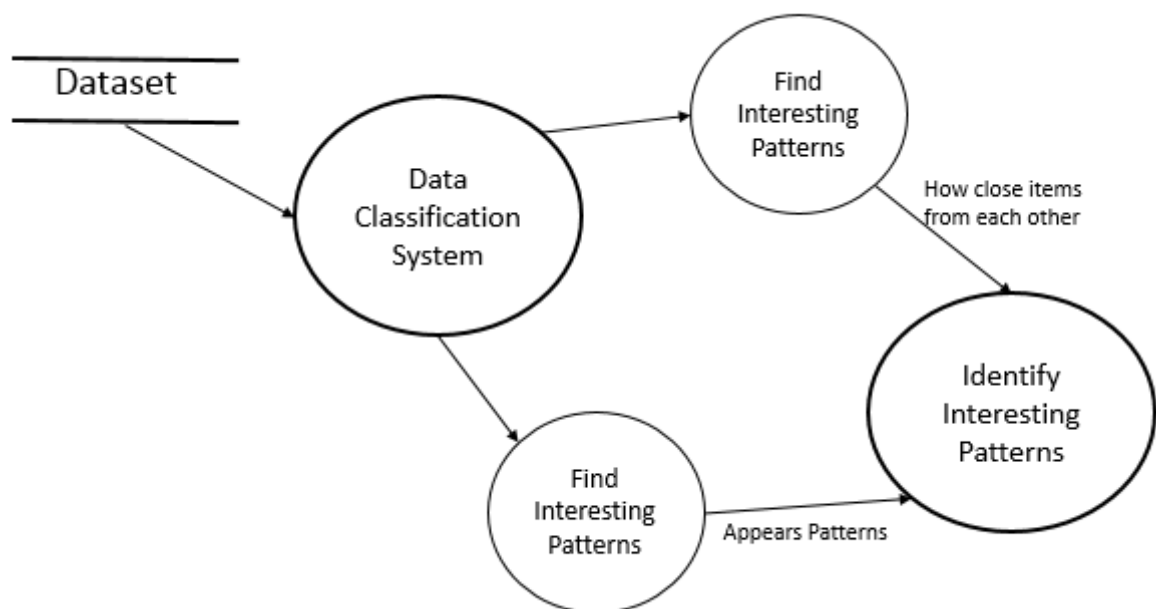 Dataset
Data
Classification
System
Find
Interesting
Patterns
How close items
from each other
Identify
Interesting
Patterns
Find
Interesting
Patterns
Appears Patterns